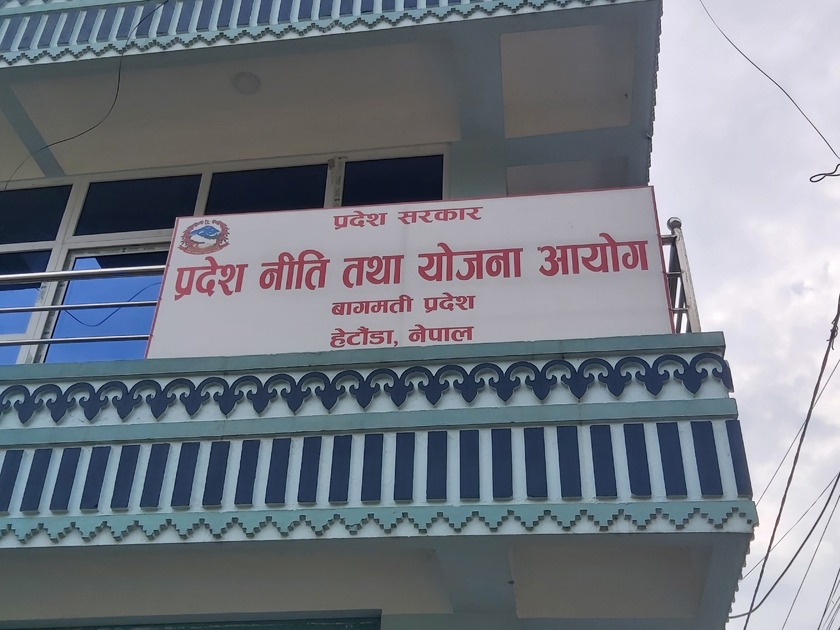 प्रदेश सरकार
प्रदेश नीति तथा योजना आयोग
बागमती प्रदेश
हेटौंडा, नेपाल